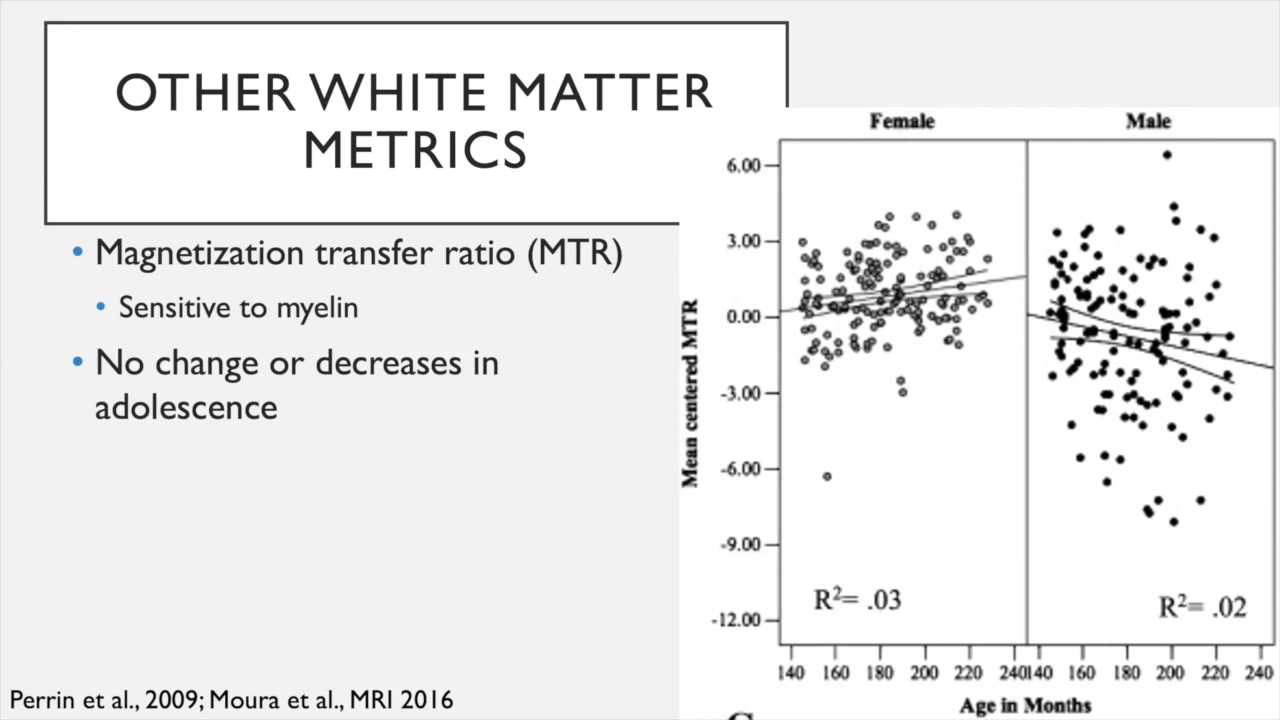 OTHER WHITE MATTER
METRICS
• Magnetization transfer ratio (MTR)
• Sensitive to myelin
• No change or decreases in
adolescence
Perrin et al., 2009; Moura et al., MRI 2016
Female
Male
Mean centered MTR
6.00
3.00
0.00
-3.00
-6.00
-9.00
-12.00
R²= .03
R²= .02
140 160 180 200 220 240 140 160 180 200 220 240
Age in Months